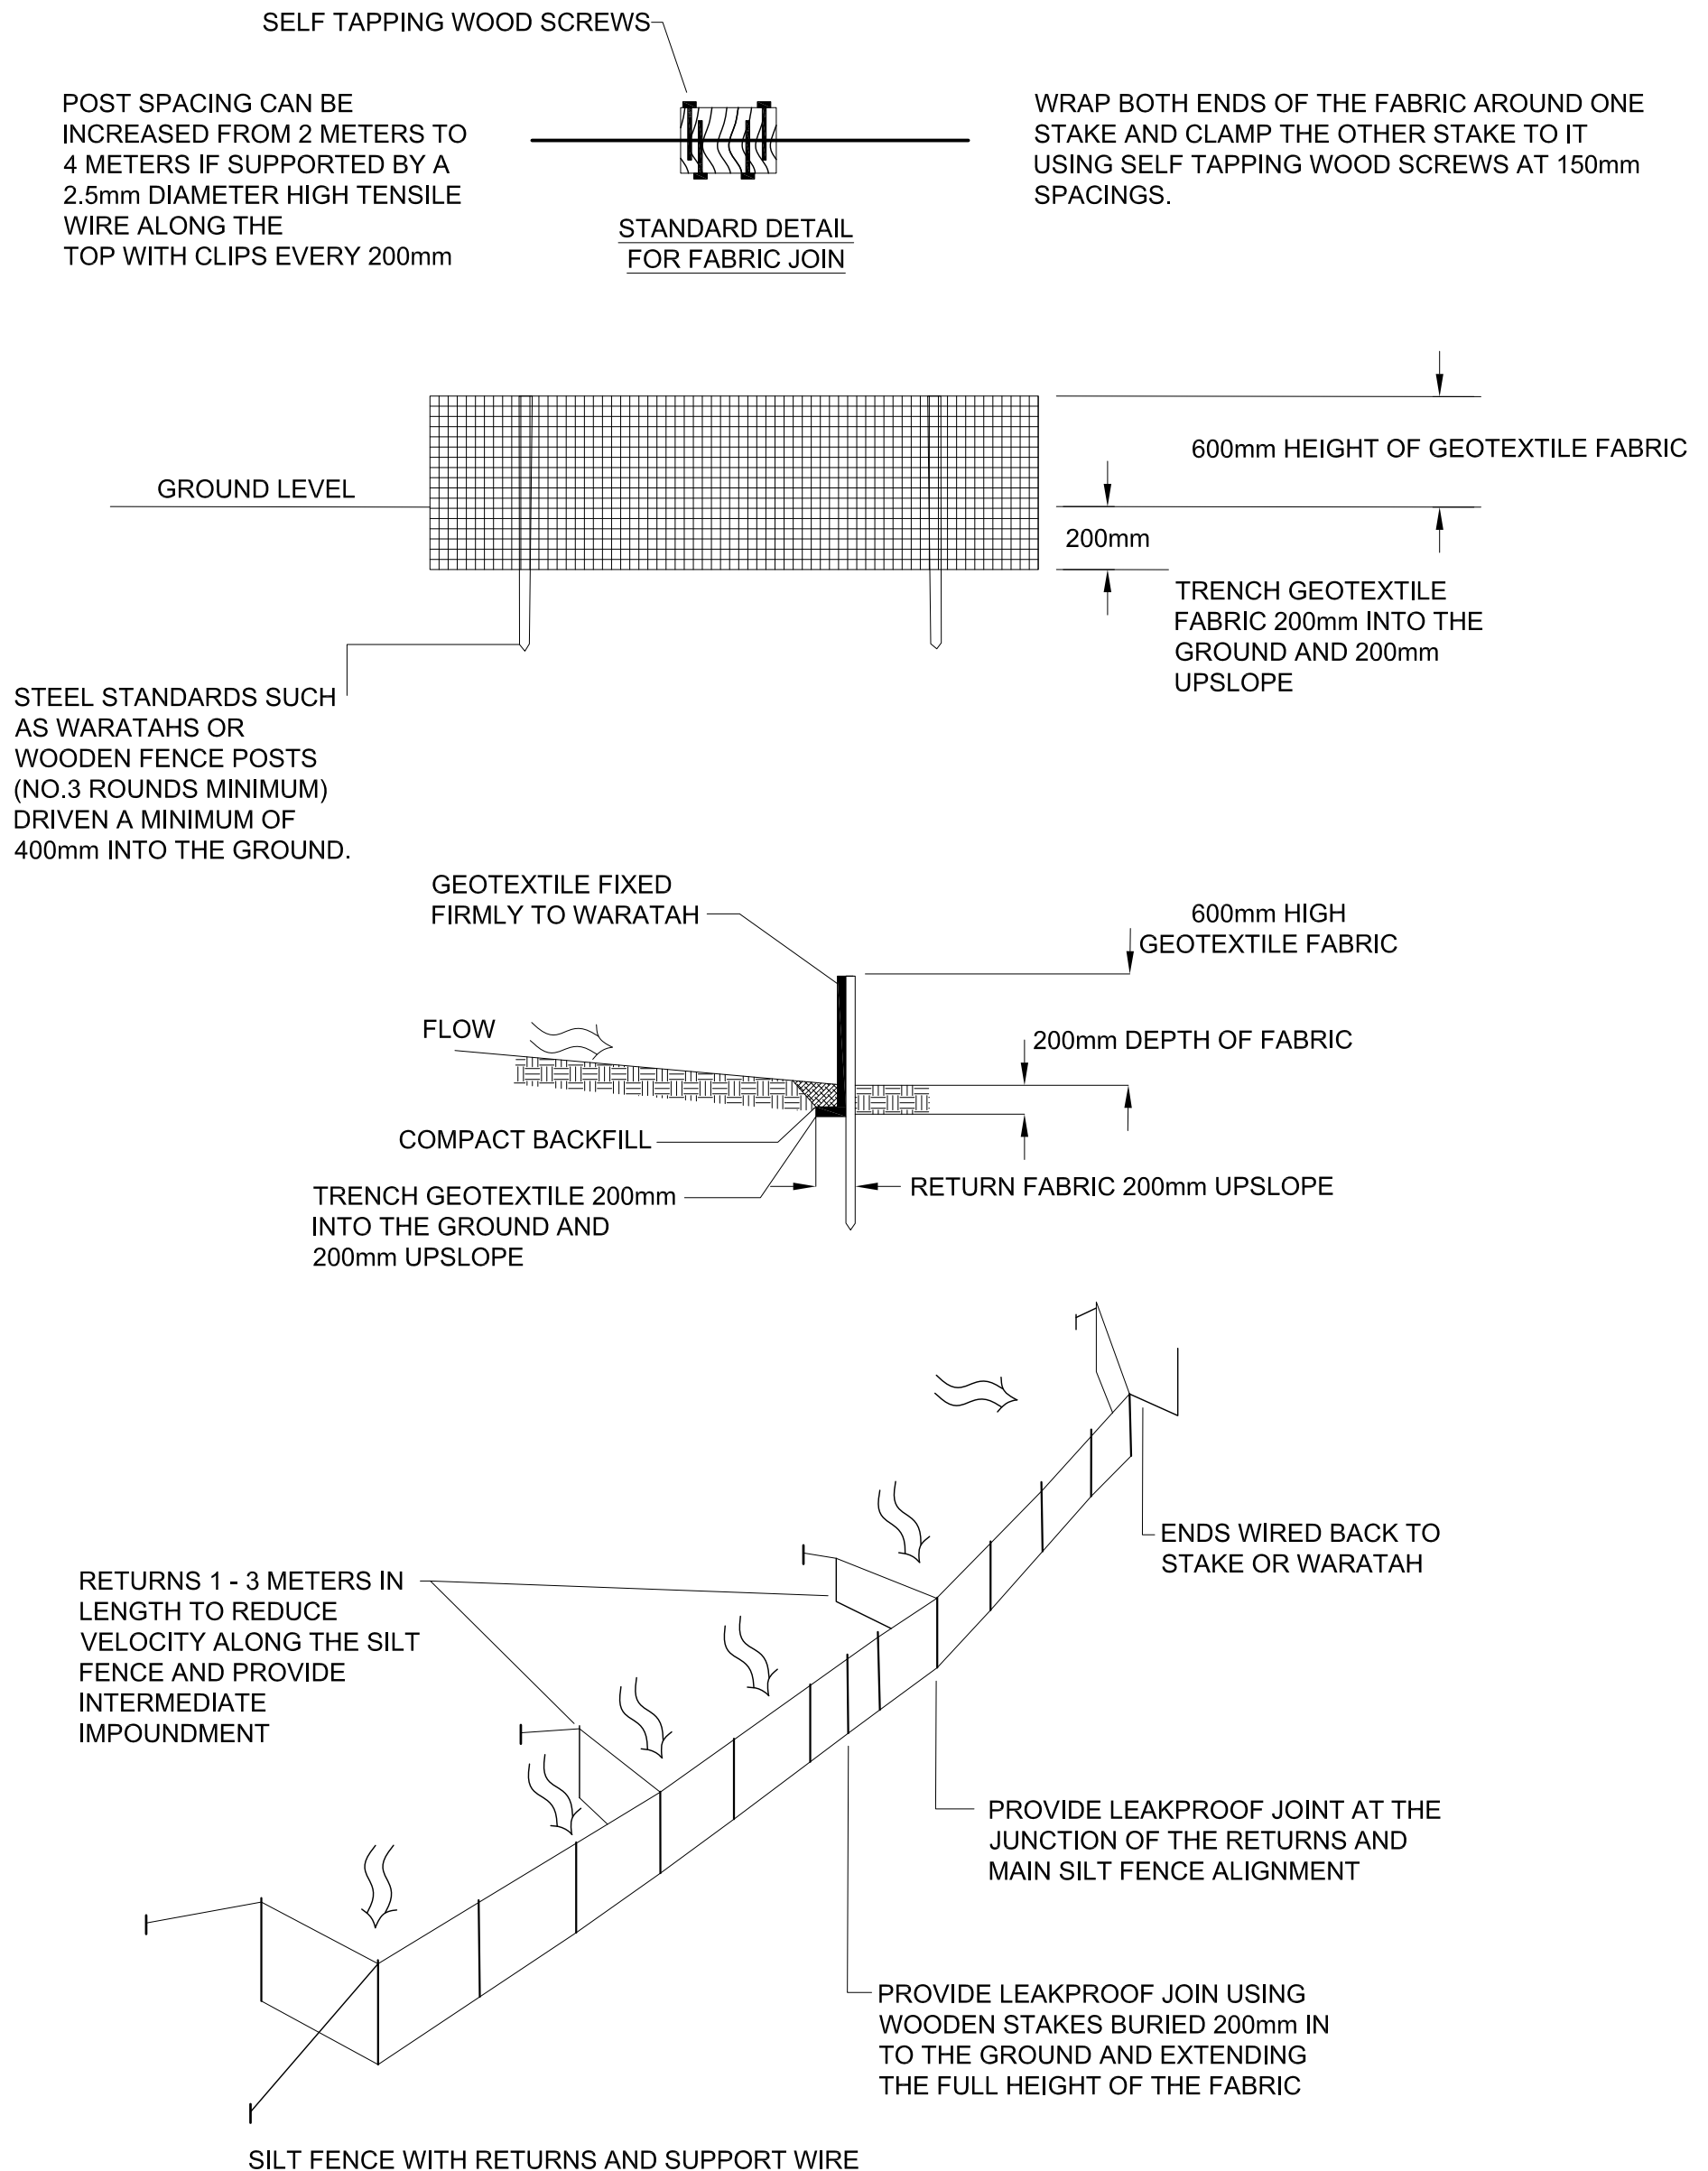 SELF TAPPING WOOD SCREWS
POST SPACING CAN BE
INCREASED FROM 2 METERS TO
4 METERS IF SUPPORTED BY A
2.5mm DIAMETER HIGH TENSILE
WIRE ALONG THE
TOP WITH CLIPS EVERY 200mm
STANDARD DETAIL
FOR FABRIC JOIN
WRAP BOTH ENDS OF THE FABRIC AROUND ONE
STAKE AND CLAMP THE OTHER STAKE TO IT
USING SELF TAPPING WOOD SCREWS AT 150mm
SPACINGS.
600mm HEIGHT OF GEOTEXTILE FABRIC
GROUND LEVEL
200mm
TRENCH GEOTEXTILE
FABRIC 200mm INTO THE
GROUND AND 200mm
UPSLOPE
STEEL STANDARDS SUCH
AS WARATAHS OR
WOODEN FENCE POSTS
(NO.3 ROUNDS MINIMUM)
DRIVEN A MINIMUM OF
400mm INTO THE GROUND.
GEOTEXTILE FIXED
FIRMLY TO WARATAH
600mm HIGH
GEOTEXTILE FABRIC
FLOW
200mm DEPTH OF FABRIC
COMPACT BACKFILL
TRENCH GEOTEXTILE 200mm
INTO THE GROUND AND
200mm UPSLOPE
RETURN FABRIC 200mm UPSLOPE
ENDS WIRED BACK TO
STAKE OR WARATAH
RETURNS 1 - 3 METERS IN
LENGTH TO REDUCE
VELOCITY ALONG THE SILT
FENCE AND PROVIDE
INTERMEDIATE
IMPOUNDMENT
PROVIDE LEAKPROOF JOINT AT THE
JUNCTION OF THE RETURNS AND
MAIN SILT FENCE ALIGNMENT
PROVIDE LEAKPROOF JOIN USING
WOODEN STAKES BURIED 200mm IN
TO THE GROUND AND EXTENDING
THE FULL HEIGHT OF THE FABRIC
SILT FENCE WITH RETURNS AND SUPPORT WIRE